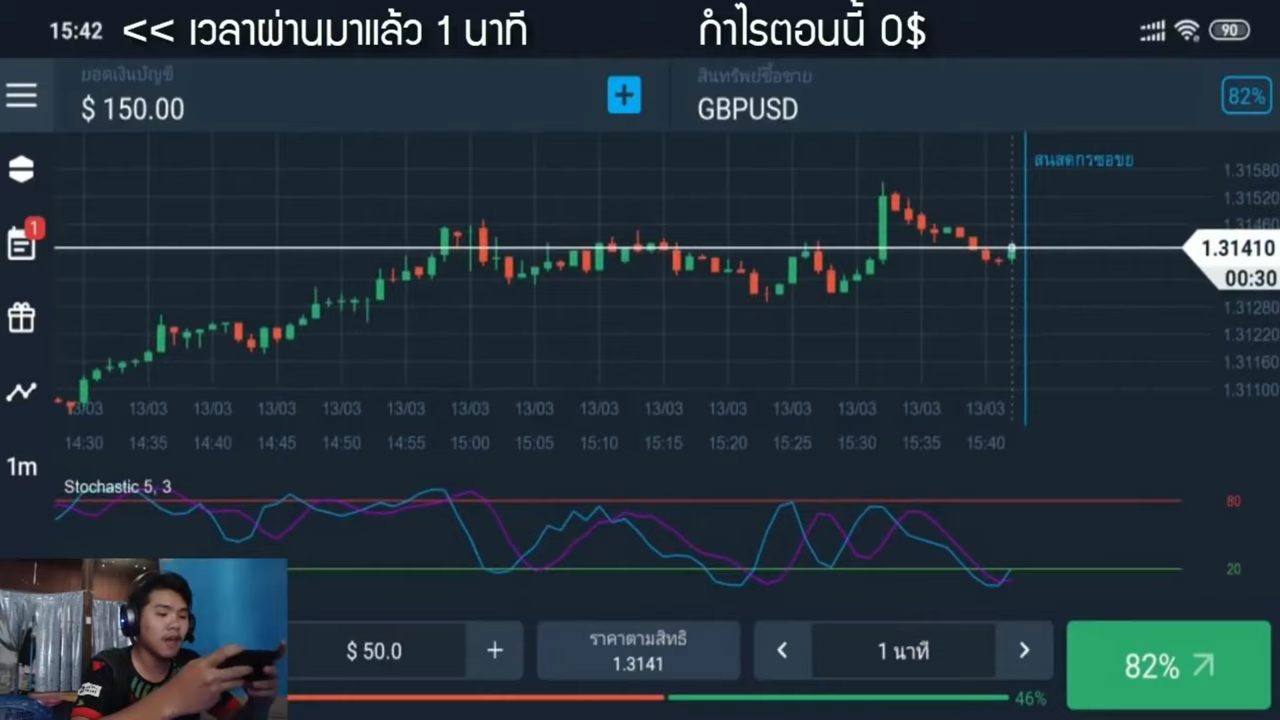 15:42 << เวลาผ่านมาแล้ว 1 นาที กำไรตอนนี้ 0$ 90
ยอดเงินบัญชี สินทรัพย์ซื้อขาย
$ 150.00 + GBPUSD 82%
สนสดกรซอขย
1.31580
1.31520
1.31460
1.31410
00:30
1.31280
1.31220
1.31160
1.31100
1
13/03 13/03 13/03 13/03 13/03 13/03 13/03 13/03 13/03 13/03 13/03 13/03 13/03 13/03 13/03
14:30 14:35 14:40 14:45 14:50 14:55 15:00 15:05 15:10 15:15 15:20 15:25 15:30 15:35 15:40
1m
Stochastic 5, 3
80
20
$ 50.0 + ราคาตามสิทธิ < 1 นาที > 82%
1.3141
46%